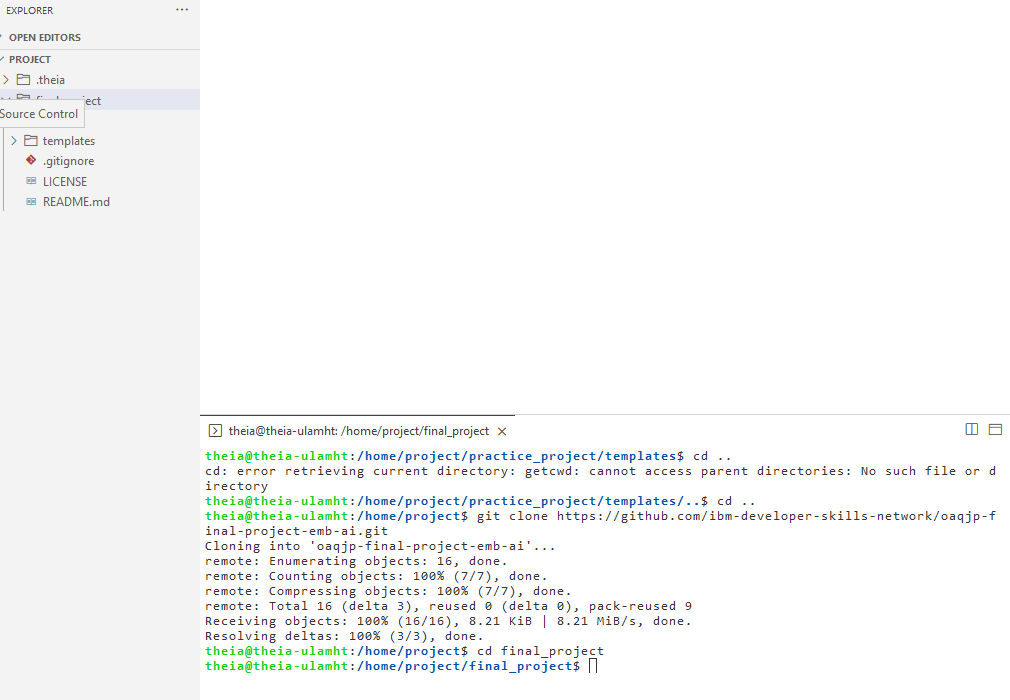 EXPLORER
OPEN EDITORS
PROJECT
.theia
Source Control
templates
.gitignore
LICENSE
README.md
theia@theia-ulamht: /home/project/final_project
theia@theia-ulamht:/home/project/practice_project/templates$ cd ..
cd: error retrieving current directory: getcwd: cannot access parent directories: No such file or d
irectory
theia@theia-ulamht:/home/project/practice_project/templates/..$ cd ..
theia@theia-ulamht:/home/project$ git clone https://github.com/ibm-developer-skills-network/oaqjp-f
inal-project-emb-ai.git
Cloning into 'oaqjp-final-project-emb-ai'...
remote: Enumerating objects: 16, done.
remote: Counting objects: 100% (7/7), done.
remote: Compressing objects: 100% (7/7), done.
remote: Total 16 (delta 3), reused 0 (delta 0), pack-reused 9
Receiving objects: 100% (16/16), 8.21 KiB | 8.21 MiB/s, done.
Resolving deltas: 100% (3/3), done.
theia@theia-ulamht:/home/project$ cd final_project
theia@theia-ulamht:/home/project/final_project$